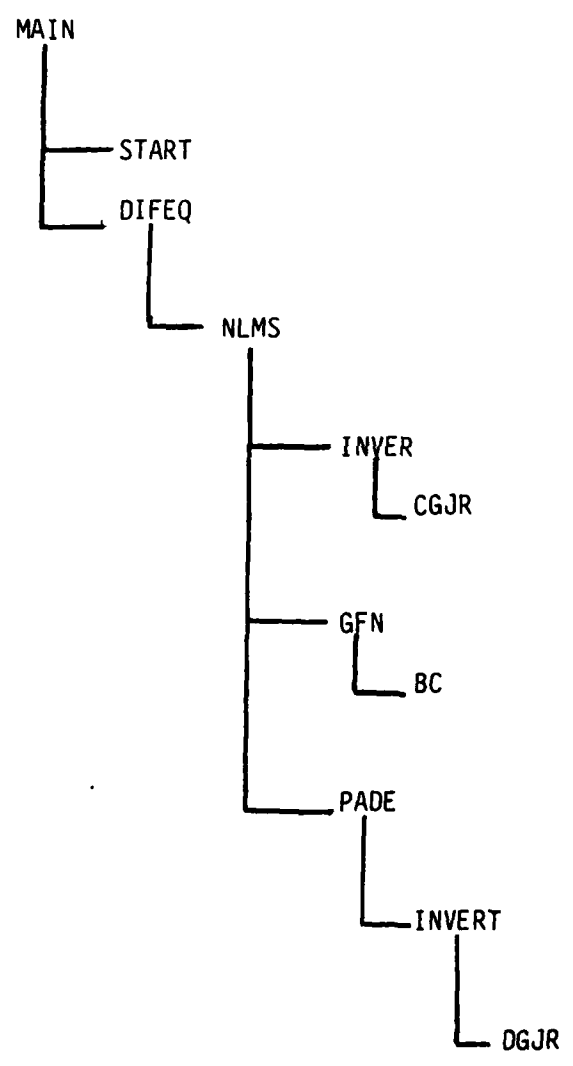 MAIN
START
DIFEQ
NLMS
INVER
CGJR
GFN
BC
PADE
INVERT
DGJR